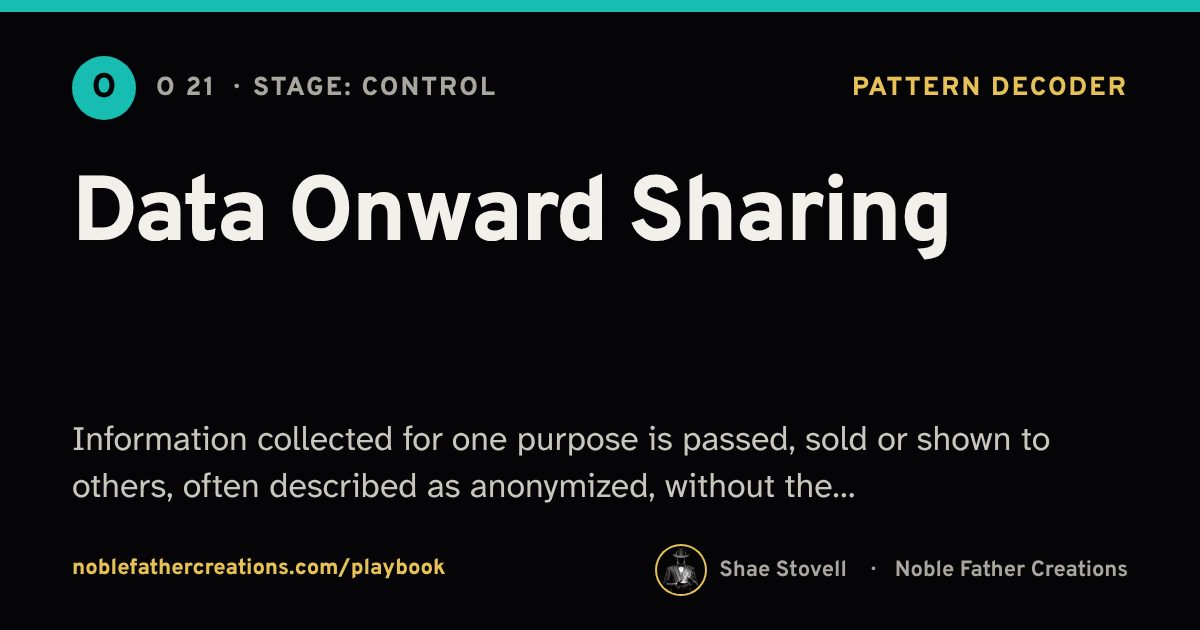 O
O 21 · STAGE: CONTROL
PATTERN DECODER
Data Onward Sharing
Information collected for one purpose is passed, sold or shown to
others, often described as anonymized, without the...
noblefathercreations.com/playbook
Shae Stovell · Noble Father Creations